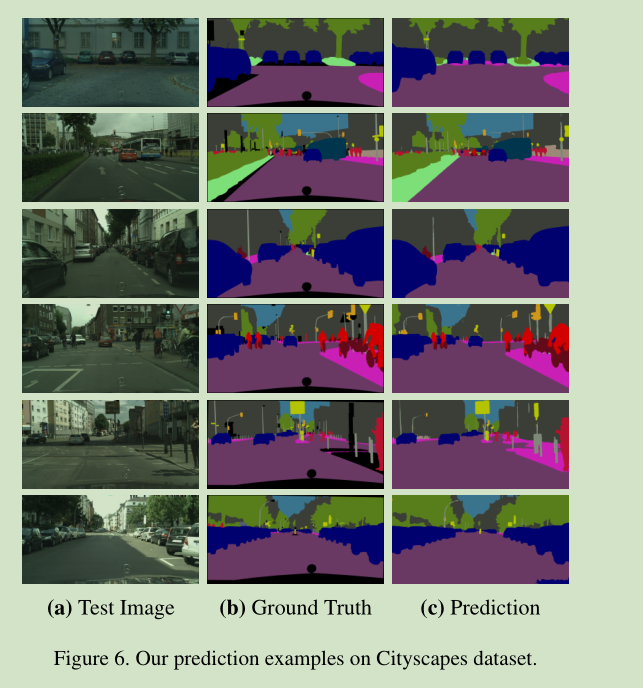 (a) Test Image
(b) Ground Truth
(c) Prediction
Figure 6. Our prediction examples on Cityscapes dataset.